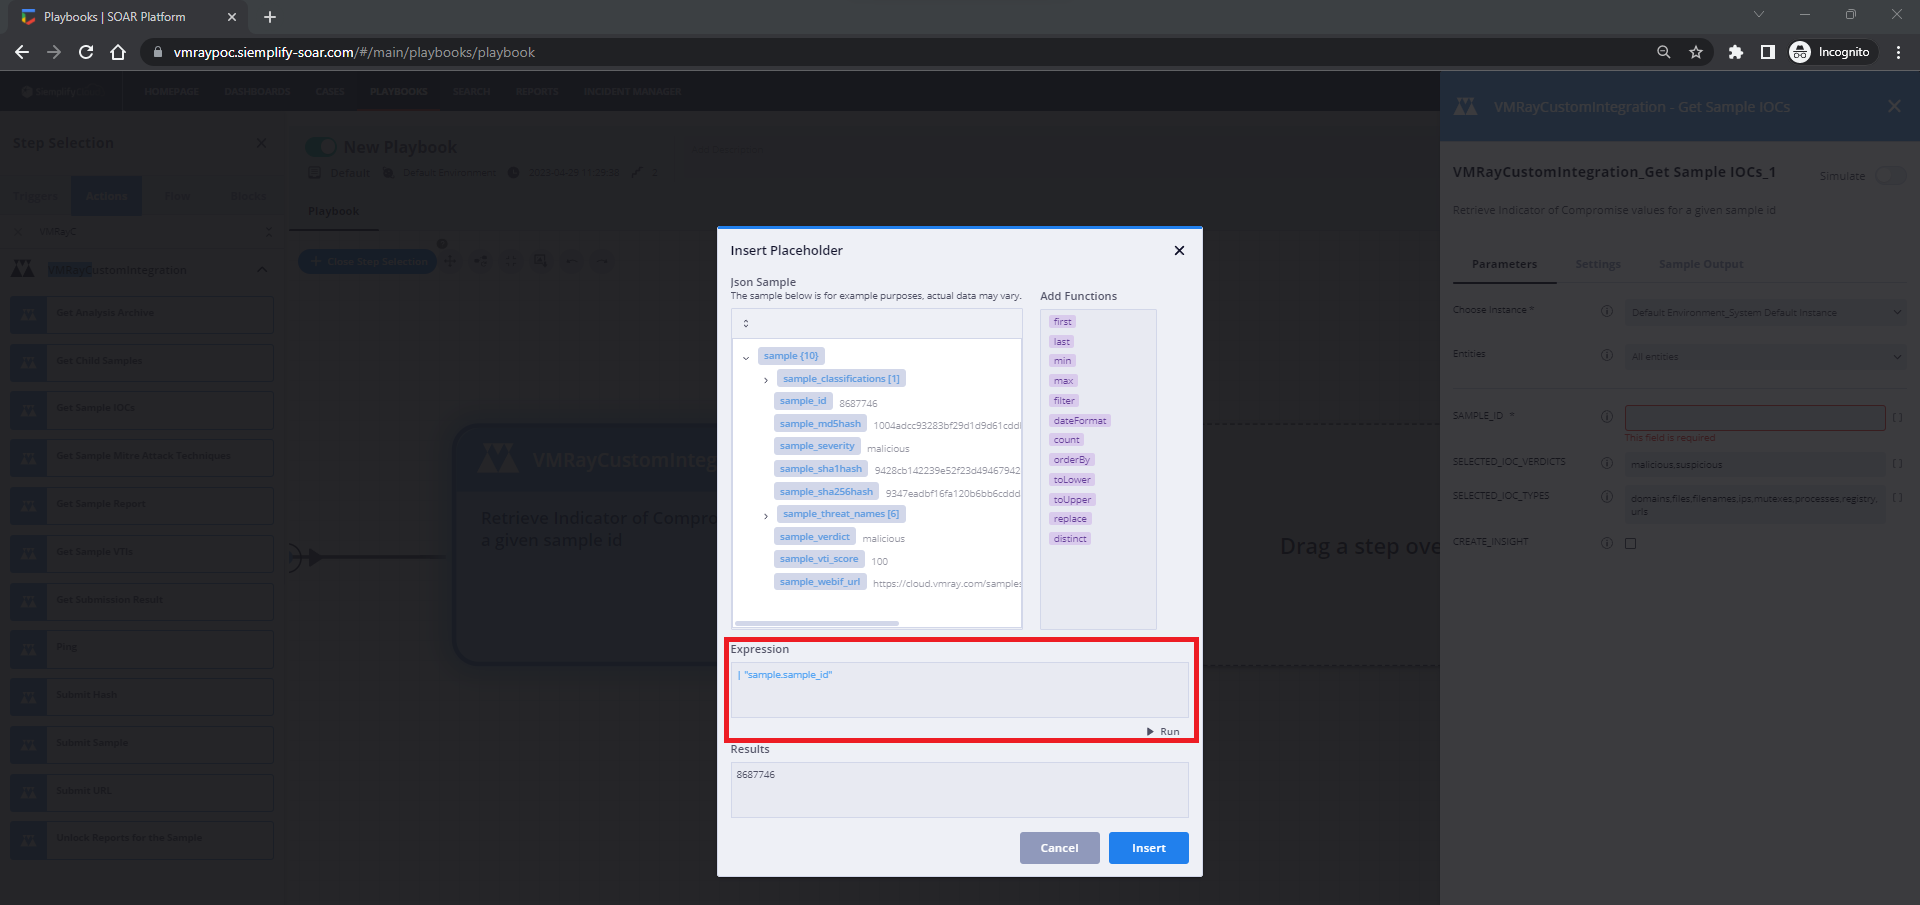 Playbooks | SOAR Platform
vmraypoc.siemplify-soar.com/#/main/playbooks/playbook
Incognito
HOMEPAGE DASHBOARDS CASES PLAYBOOKS SEARCH REPORTS INCIDENT MANAGER
VMRayCustomIntegration - Get Sample IOCs
Step Selection
New Playbook
Default Default Environment
2
Triggers Actions Flow Blocks
Playbook
VMRayC
VMRayCustomIntegration
Close Step Selection
Get Analysis Archive
Get Child Samples
Get Sample IOCs
Get Sample Mitre Attack Techniques
Get Sample Report
Get Sample VTIs
Get Submission Result
Ping
Submit Hash
Submit Sample
Submit URL
Unlock Reports for the Sample
VMRayCustomInteg
Retrieve Indicator of Compro
a given sample id
Drag a step ove
Insert Placeholder
Json Sample
The sample below is for example purposes, actual data may vary.
sample {10}
sample_classifications [1]
sample_id 8687746
sample_md5hash 1004adcc93283bf29d1d9d61cddl
sample_severity malicious
sample_sha1hash 9428cb142239e52f23d49467942
sample_sha256hash 9347eadbf16fa120b6bb6cddd
sample_threat_names [6]
sample_verdict malicious
sample_vti_score 100
sample_webif_url https://cloud.vmray.com/samples
Add Functions
first
last
min
max
filter
dateFormat
count
orderBy
toLower
toUpper
replace
distinct
Expression
| "sample.sample_id"
Run
Results
8687746
Cancel Insert
VMRayCustomIntegration_Get Sample IOCs_1
Simulate
Retrieve Indicator of Compromise values for a given sample id
Parameters Settings Sample Output
Choose Instance * Default Environment_System Default Instance
Entities All entities
SAMPLE_ID * [ ]
This field is required
SELECTED_IOC_VERDICTS malicious,suspicious [ ]
SELECTED_IOC_TYPES domains,files,filenames,ips,mutexes,processes,registry, [ ]
urls
CREATE_INSIGHT